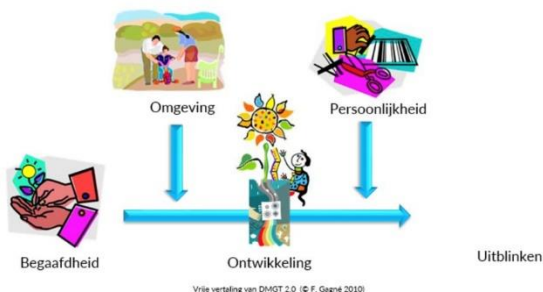 Omgeving
Persoonlijkheid
Begaafdheid
Ontwikkeling
Uitblinken
Vrije vertaling van DMGT 2.0 (© F. Gagné 2010)